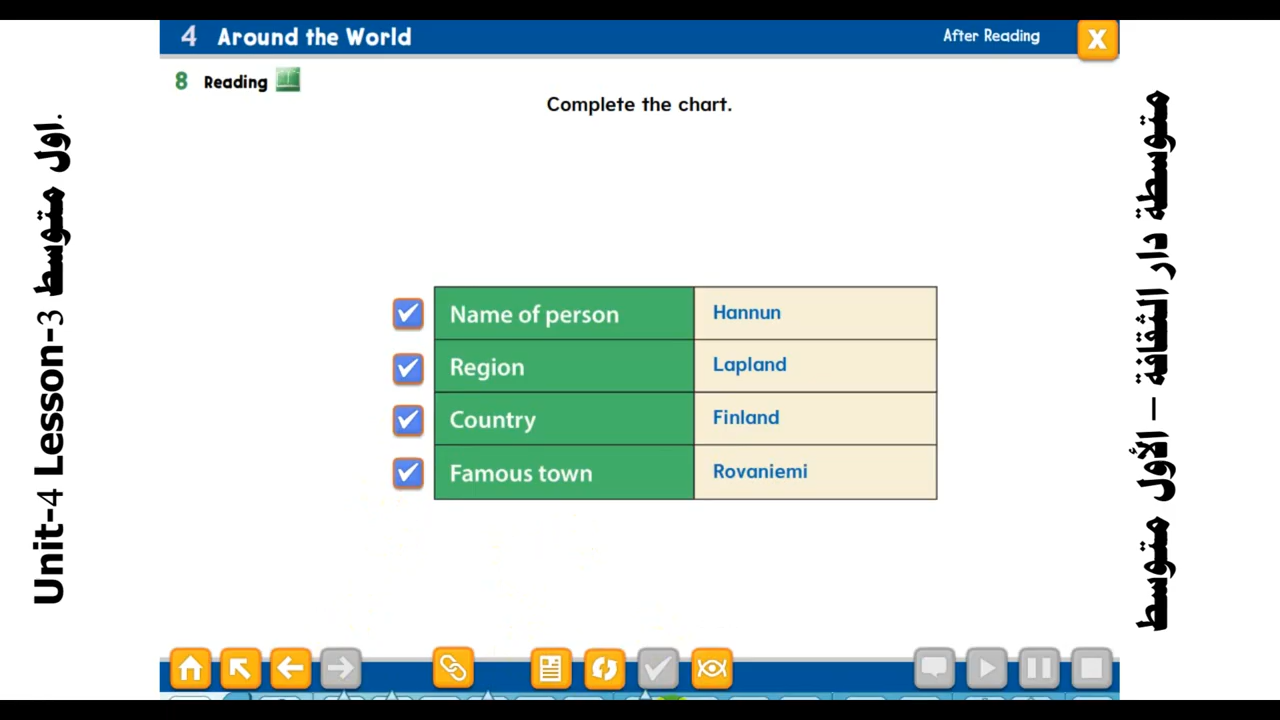 4 Around the World
After Reading
X
8 Reading
Complete the chart.
Name of person Hannun
Region Lapland
Country Finland
Famous town Rovaniemi
Unit-4 Lesson-3 اول متوسط.
متوسطة دار الثقافة – الأول متوسط